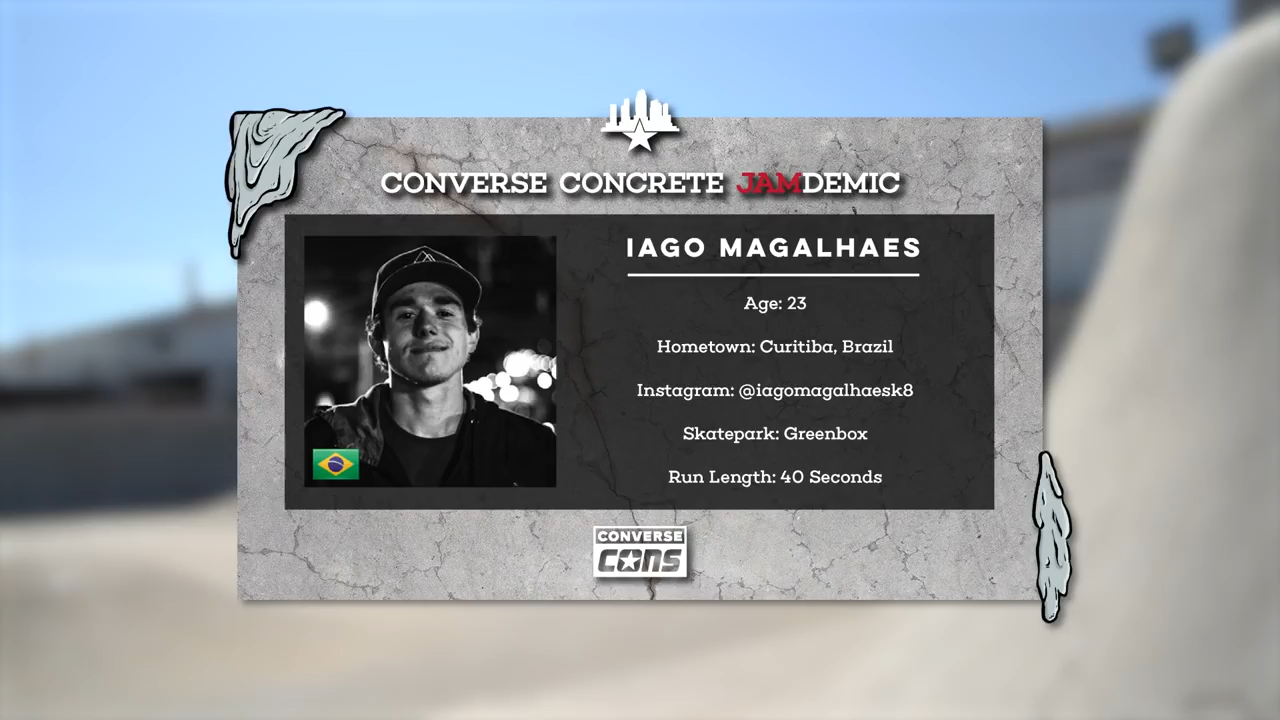 CONVERSE CONCRETE JAMDEMIC
IAGO MAGALHAES
Age: 23
Hometown: Curitiba, Brazil
Instagram: @iagomagalhaesk8
Skatepark: Greenbox
Run Length: 40 Seconds
CONVERSE
CONS